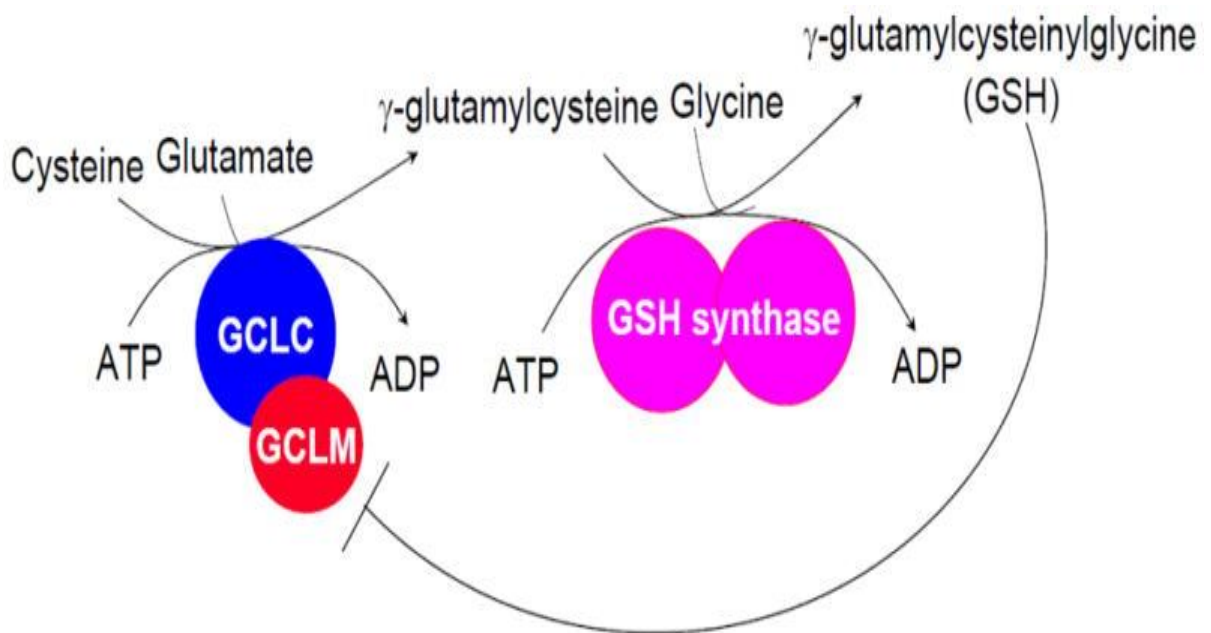 γ-glutamylcysteinylglycine
(GSH)
γ-glutamylcysteine Glycine
Cysteine Glutamate
GCLC
GSH synthase
ATP
ADP
ATP
ADP
GCLM